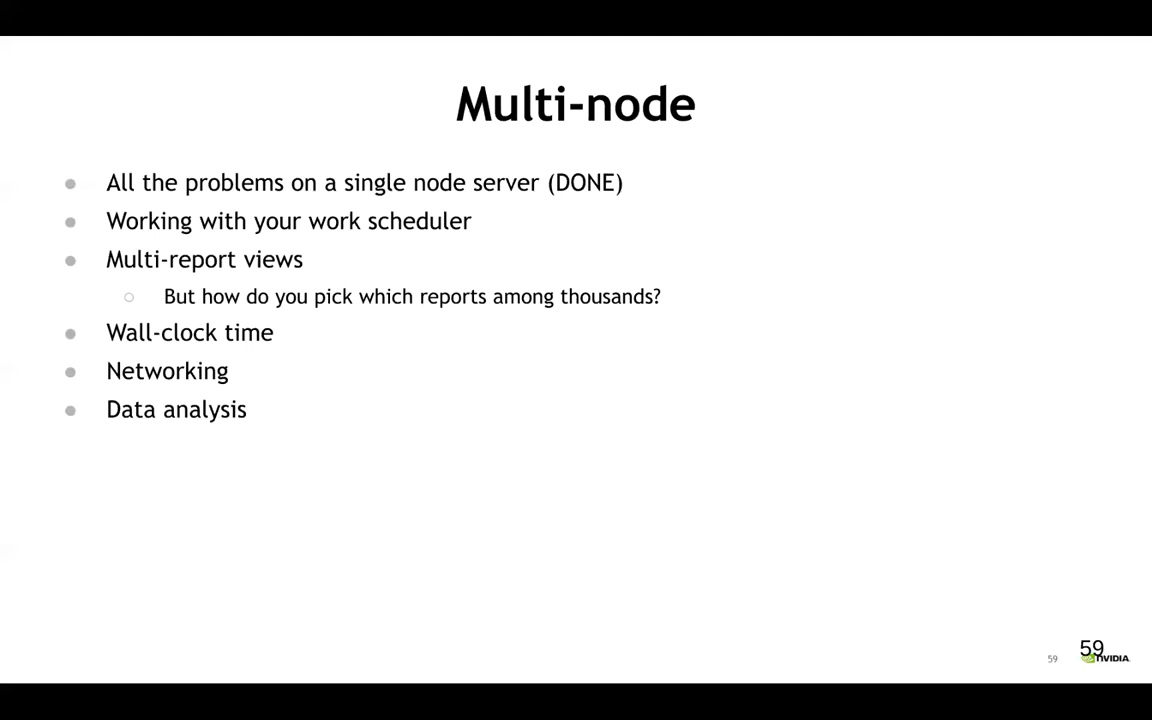 Multi-node
All the problems on a single node server (DONE)
Working with your work scheduler
Multi-report views
But how do you pick which reports among thousands?
Wall-clock time
Networking
Data analysis
59
59
NVIDIA